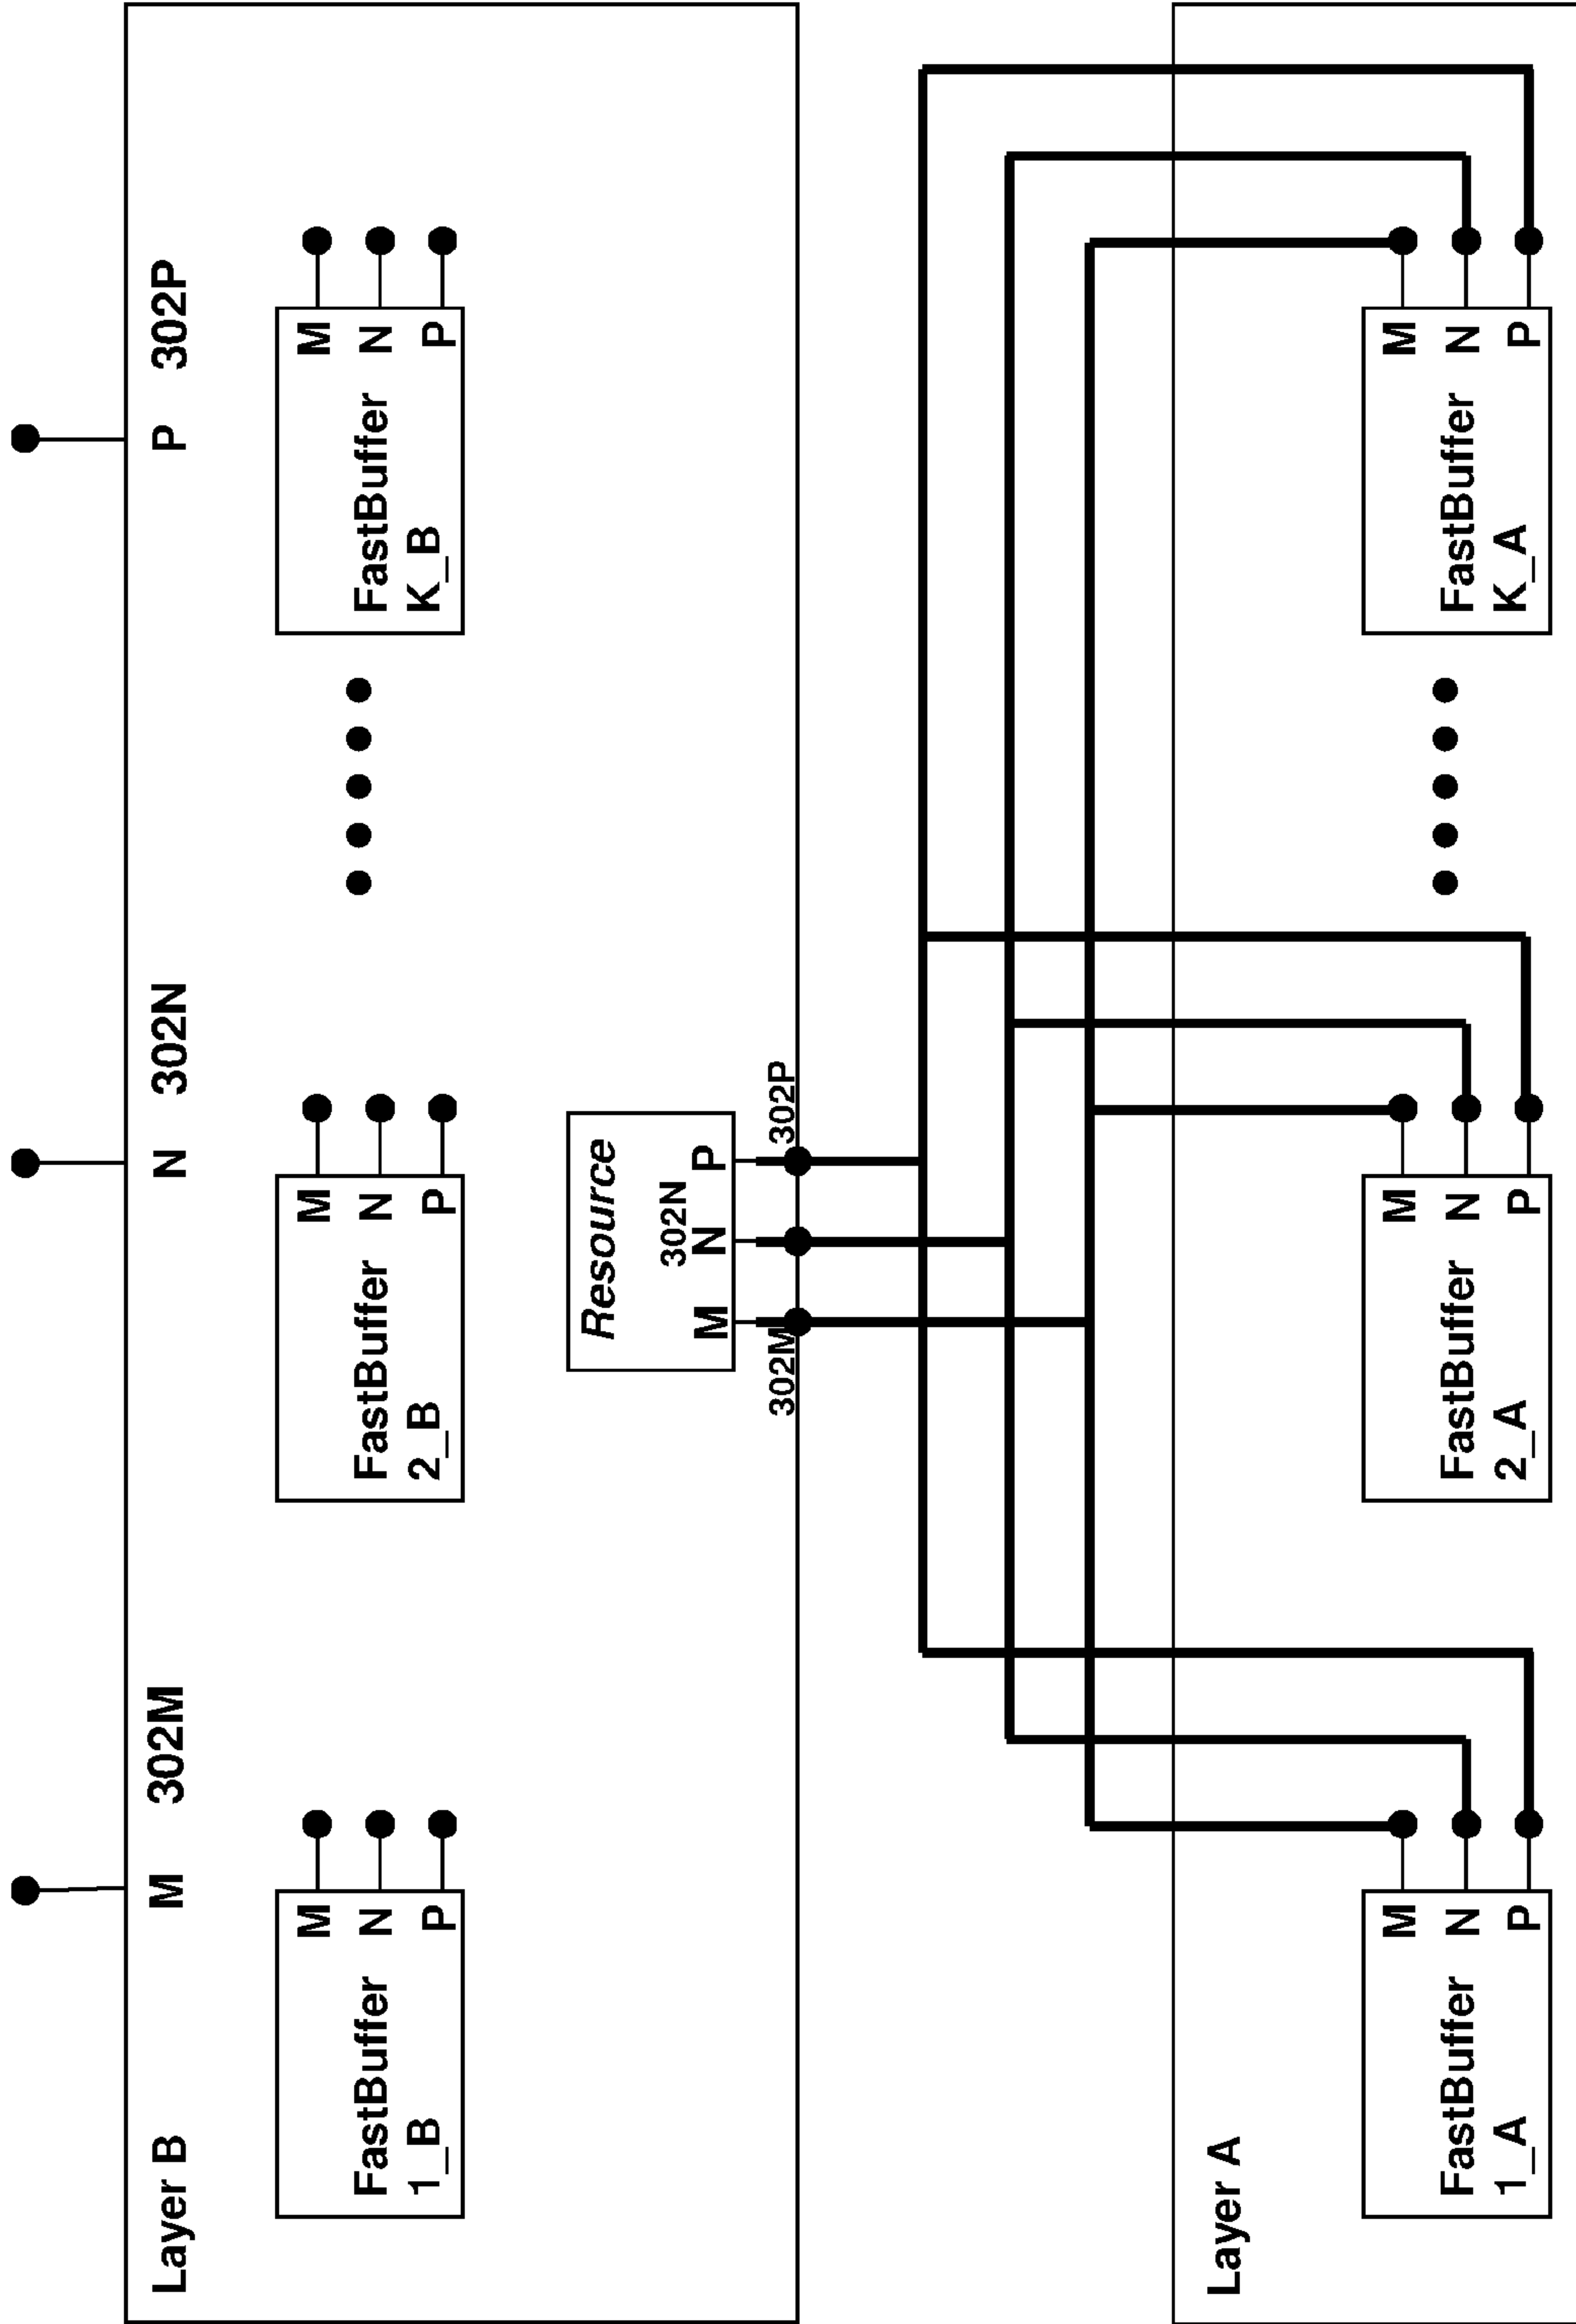 Layer B
M 302M
N 302N
P 302P
FastBuffer
1_B
M
N
P
FastBuffer
2_B
M
N
P
FastBuffer
K_B
M
N
P
Resource
302N
M N P
302M
302P
Layer A
FastBuffer
1_A
M
N
P
FastBuffer
2_A
M
N
P
FastBuffer
K_A
M
N
P